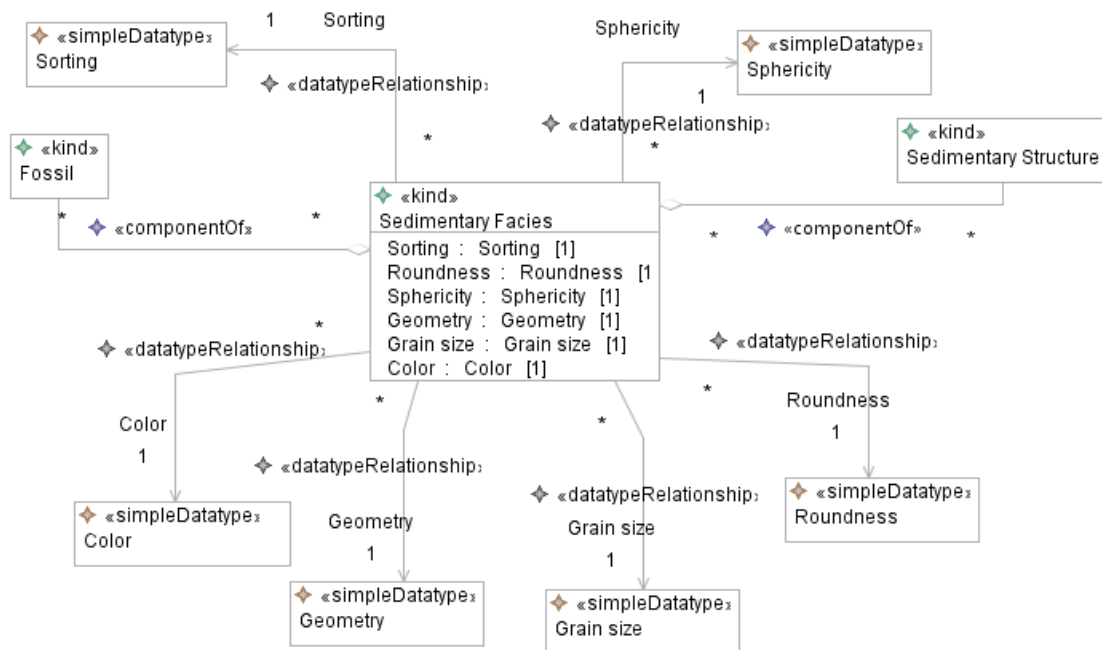 1 Sorting
«simpleDatatype»
Sorting
Sphericity
«simpleDatatype»
Sphericity
«datatypeRelationship»
1
«datatypeRelationship»
*
*
«kind»
Fossil
«kind»
Sedimentary Structure
«kind»
Sedimentary Facies
* *
«componentOf»
* *
«componentOf»
Sorting : Sorting [1]
Roundness : Roundness [1
Sphericity : Sphericity [1]
Geometry : Geometry [1]
Grain size : Grain size [1]
Color : Color [1]
*
«datatypeRelationship»
«datatypeRelationship»
*
*
*
Color
1
Roundness
1
«datatypeRelationship»
«datatypeRelationship»
«simpleDatatype»
Color
«simpleDatatype»
Roundness
Geometry
1
Grain size
1
«simpleDatatype»
Geometry
«simpleDatatype»
Grain size